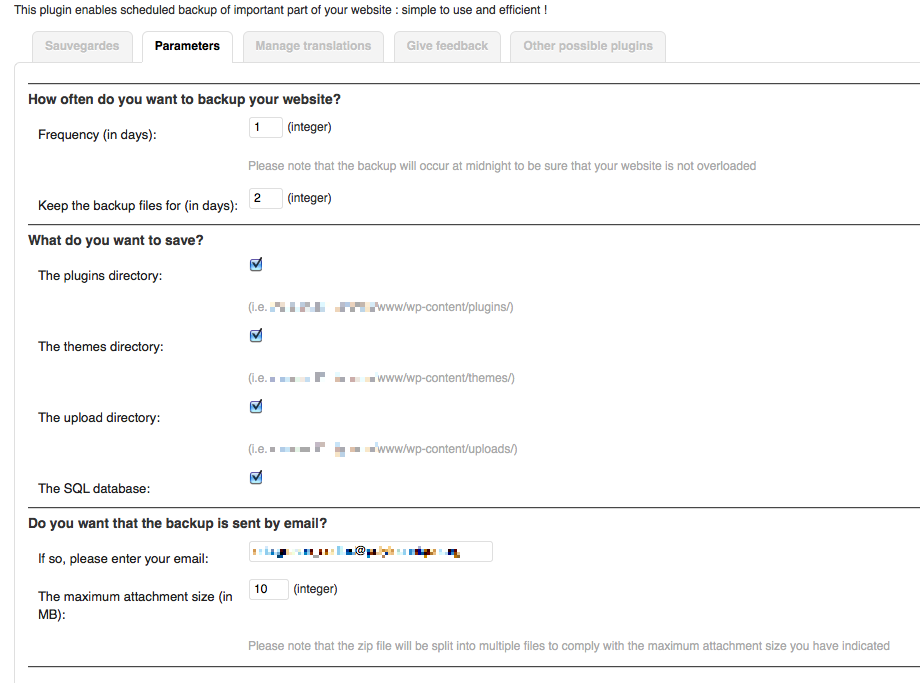 This plugin enables scheduled backup of important part of your website : simple to use and efficient !
Sauvegardes Parameters Manage translations Give feedback Other possible plugins
How often do you want to backup your website?
Frequency (in days): 1 (integer)
Please note that the backup will occur at midnight to be sure that your website is not overloaded
Keep the backup files for (in days): 2 (integer)
What do you want to save?
The plugins directory:
(i.e. www/wp-content/plugins/)
The themes directory:
(i.e. www/wp-content/themes/)
The upload directory:
(i.e. www/wp-content/uploads/)
The SQL database:
Do you want that the backup is sent by email?
If so, please enter your email: @
The maximum attachment size (in 10 (integer)
MB):
Please note that the zip file will be split into multiple files to comply with the maximum attachment size you have indicated